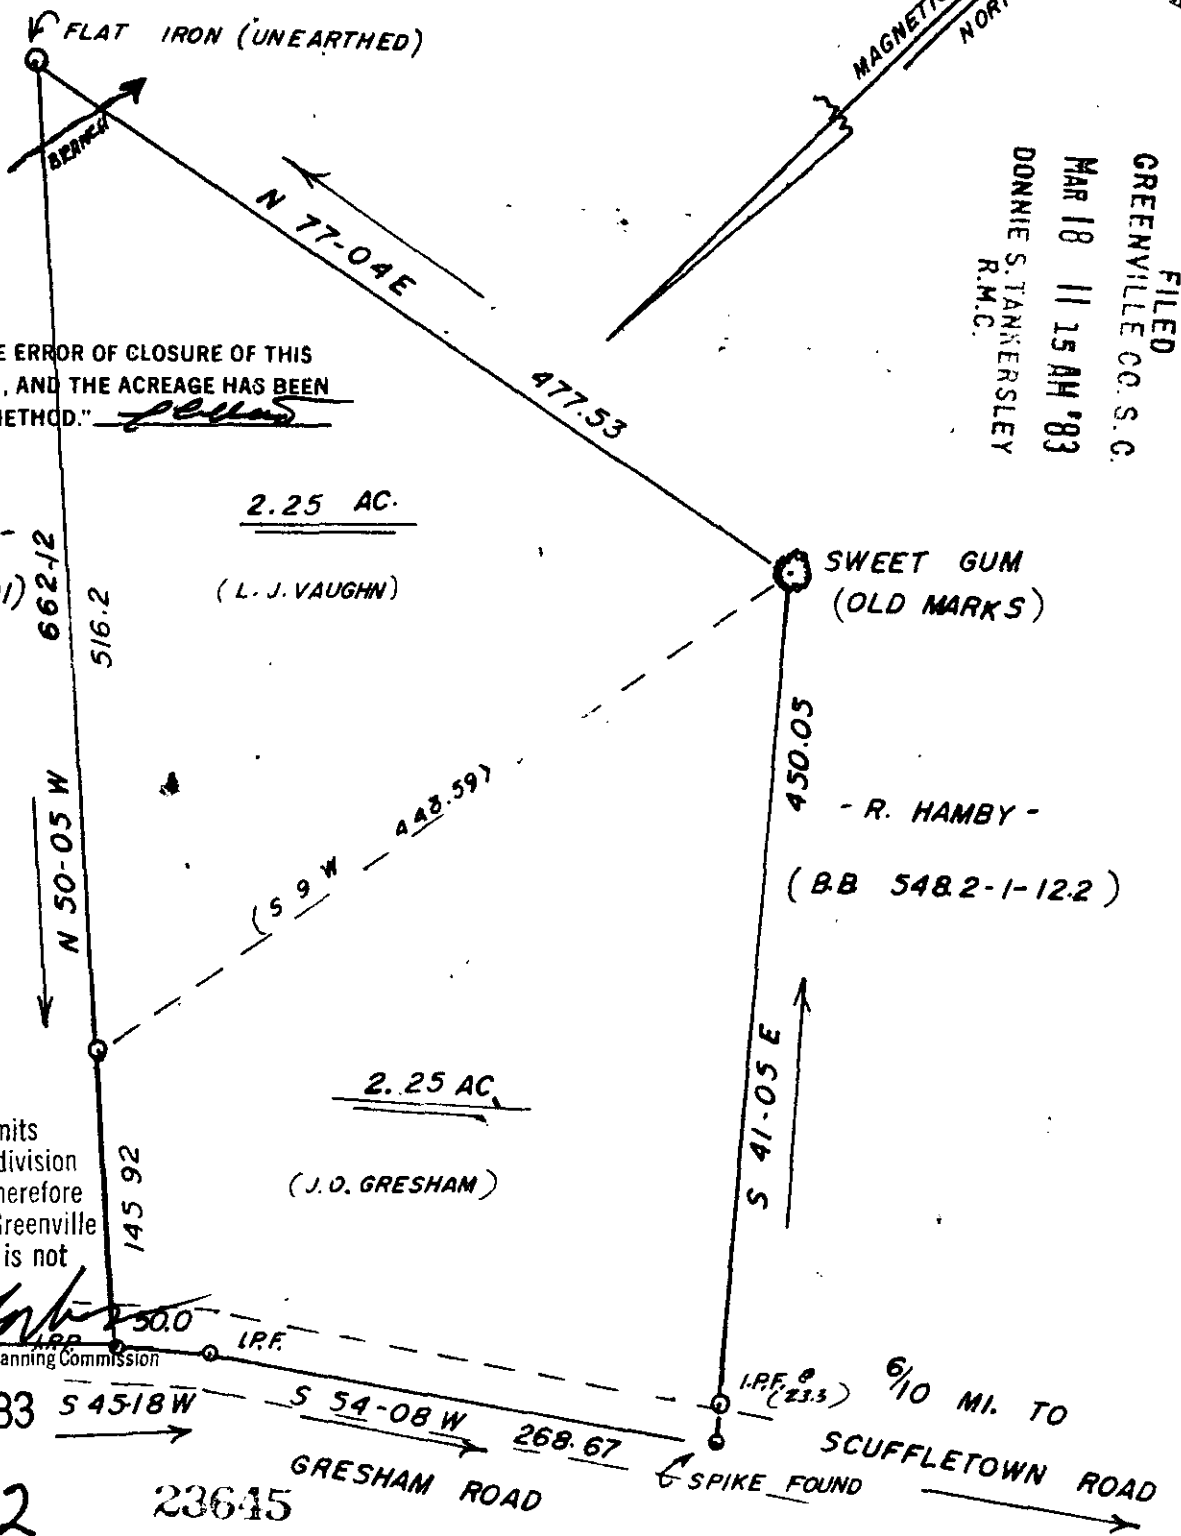 FLAT IRON (UNEARTHED)
BRANCH
MAGNETIC
NOR
FILED
GREENVILLE CO. S. C.
MAR 18 11 15 AM '83
DONNIE S. TANKERSLEY
R.M.C.
N 77-04 E
477.53
E ERROR OF CLOSURE OF THIS
, AND THE ACREAGE HAS BEEN
METHOD."
2.25 AC.
(L. J. VAUGHN)
662.12
516.2
SWEET GUM
(OLD MARKS)
450.05
- R. HAMBY -
(B.B 548.2-1-12.2)
N 50-05 W
(S 9 W 448.59)
S 41-05 E
2.25 AC.
(J.O. GRESHAM)
145 92
mits
division
herefore
Greenville
is not
anning Commission
50.0
I.P.F.
I.P.F. @
(23.3)
6/10 MI. TO
SCUFFLETOWN ROAD
83
S 45-18 W
S 54-08 W
268.67
SPIKE FOUND
GRESHAM ROAD
2
23645